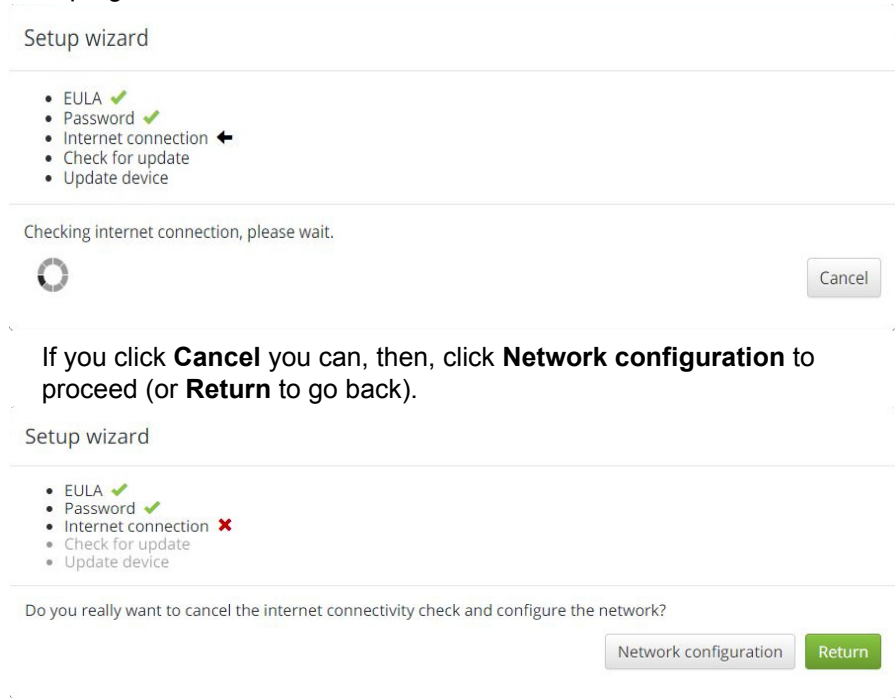 Setup wizard
EULA
Password
Internet connection
Check for update
Update device
Checking internet connection, please wait.
Cancel
If you click Cancel you can, then, click Network configuration to
proceed (or Return to go back).
Setup wizard
EULA
Password
Internet connection
Check for update
Update device
Do you really want to cancel the internet connectivity check and configure the network?
Network configuration Return